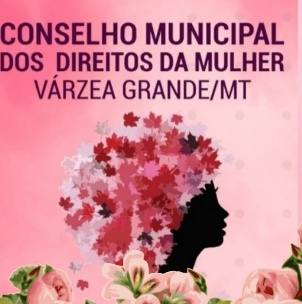 CONSELHO MUNICIPAL
DOS DIREITOS DA MULHER
VÁRZEA GRANDE/MT